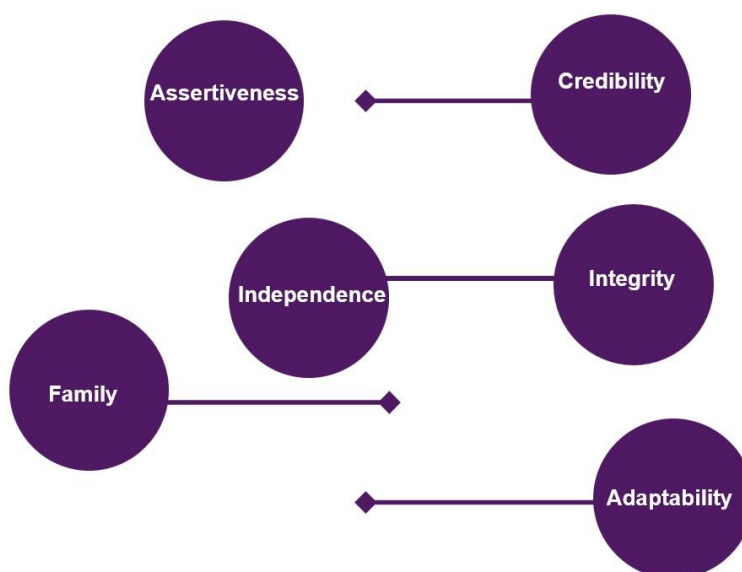 Assertiveness
Credibility
Independence
Integrity
Family
Adaptability